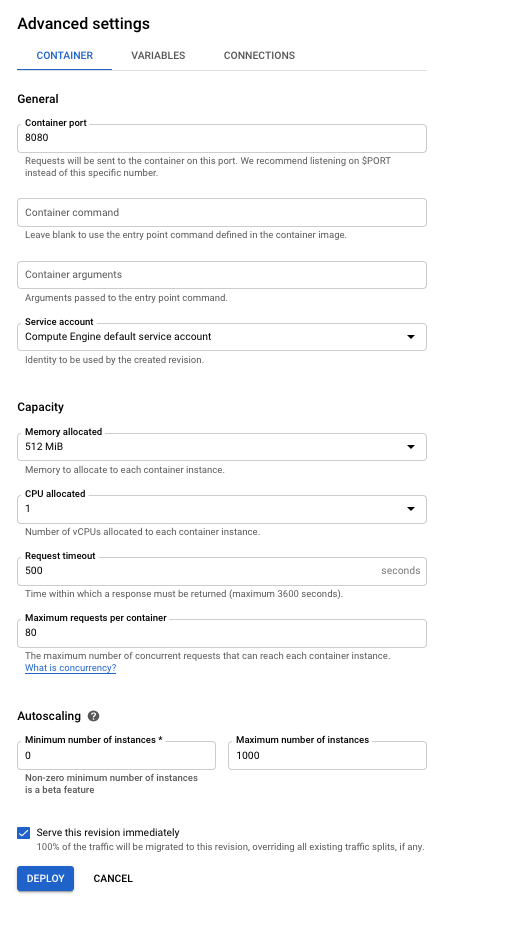 Advanced settings
CONTAINER VARIABLES CONNECTIONS
General
Container port
8080
Requests will be sent to the container on this port. We recommend listening on $PORT
instead of this specific number.
Container command
Leave blank to use the entry point command defined in the container image.
Container arguments
Arguments passed to the entry point command.
Service account
Compute Engine default service account
Identity to be used by the created revision.
Capacity
Memory allocated
512 MiB
Memory to allocate to each container instance.
CPU allocated
1
Number of vCPUs allocated to each container instance.
Request timeout
500 seconds
Time within which a response must be returned (maximum 3600 seconds).
Maximum requests per container
80
The maximum number of concurrent requests that can reach each container instance.
What is concurrency?
Autoscaling ?
Minimum number of instances * Maximum number of instances
0 1000
Non-zero minimum number of instances
is a beta feature
Serve this revision immediately
100% of the traffic will be migrated to this revision, overriding all existing traffic splits, if any.
DEPLOY CANCEL